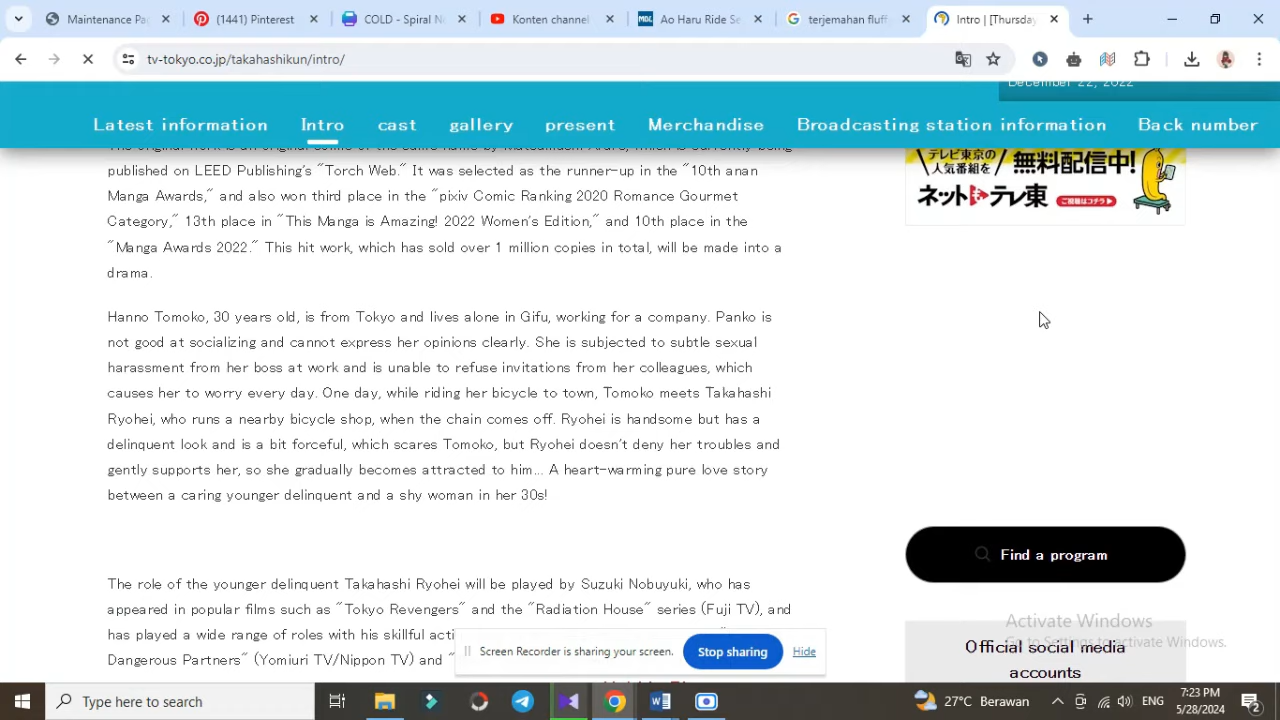 Maintenance Pa
(1441) Pinterest
COLD - Spiral N
Konten channel
MDL
Ao Haru Ride Se
terjemahan fluff
Intro | [Thursday
tv-tokyo.co.jp/takahashikun/intro/
December 22, 2022
Latest information
Intro
cast
gallery
present
Merchandise
Broadcasting station information
Back number
published on LEED Publishing's "Torch Web." It was selected as the runner-up in the "10th anan
Manga Awards," and also won third place in the "pixiv Comic Ranking 2020 Romance Gourmet
Category," 13th place in "This Manga is Amazing! 2022 Women's Edition," and 10th place in the
"Manga Awards 2022." This hit work, which has sold over 1 million copies in total, will be made into a
drama.
Hanno Tomoko, 30 years old, is from Tokyo and lives alone in Gifu, working for a company. Panko is
not good at socializing and cannot express her opinions clearly. She is subjected to subtle sexual
harassment from her boss at work and is unable to refuse invitations from her colleagues, which
causes her to worry every day. One day, while riding her bicycle to town, Tomoko meets Takahashi
Ryohei, who runs a nearby bicycle shop, when the chain comes off. Ryohei is handsome but has a
delinquent look and is a bit forceful, which scares Tomoko, but Ryohei doesn't deny her troubles and
gently supports her, so she gradually becomes attracted to him... A heart-warming pure love story
between a caring younger delinquent and a shy woman in her 30s!
The role of the younger delinquent Takahashi Ryohei will be played by Suzuki Nobuyuki, who has
appeared in popular films such as "Tokyo Revengers" and the "Radiation House" series (Fuji TV), and
has played a wide range of roles with his skillful acti
Dangerous Partners" (Yomiuri TV/Nippon TV) and "
テレビ東京の
人気番組を
無料配信中!
ネットテレ東
ご視聴はコチラ
Find a program
Official social media
accounts
Activate Windows
Go to Settings to activate Windows.
Screen Recorder is sharing your screen.
Stop sharing
Hide
Type here to search
27°C Berawan
ENG
7:23 PM
5/28/2024
2